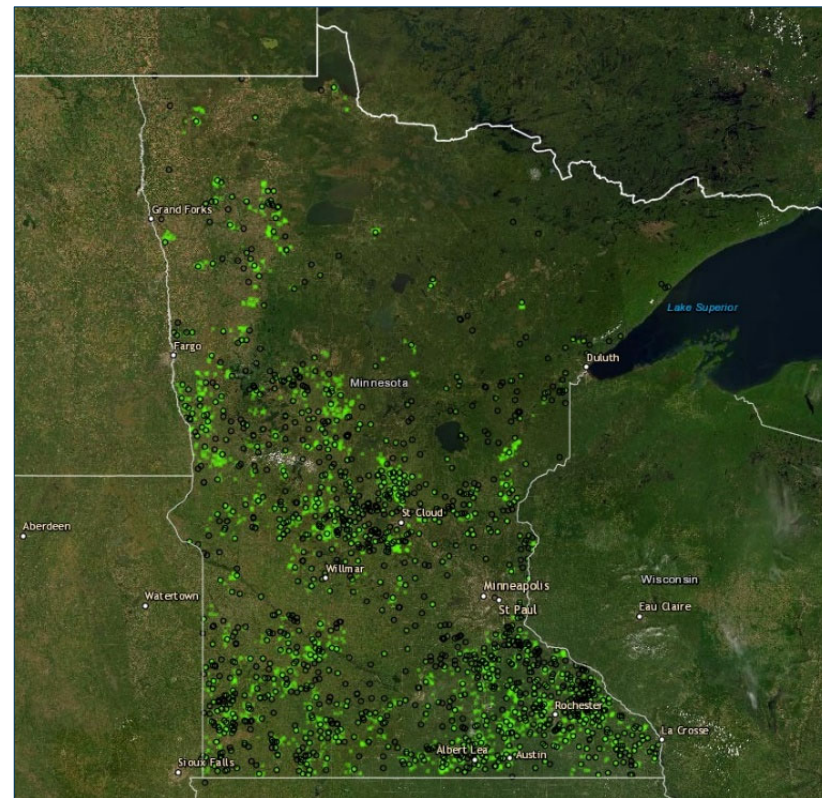 Grand Forks
Lake Superior
Fargo
Duluth
Minnesota
St Cloud
Aberdeen
Willmar
Wisconsin
Minneapolis
Watertown
St Paul
Eau Claire
Rochester
La Crosse
Albert Lea
Austin
Sioux Falls